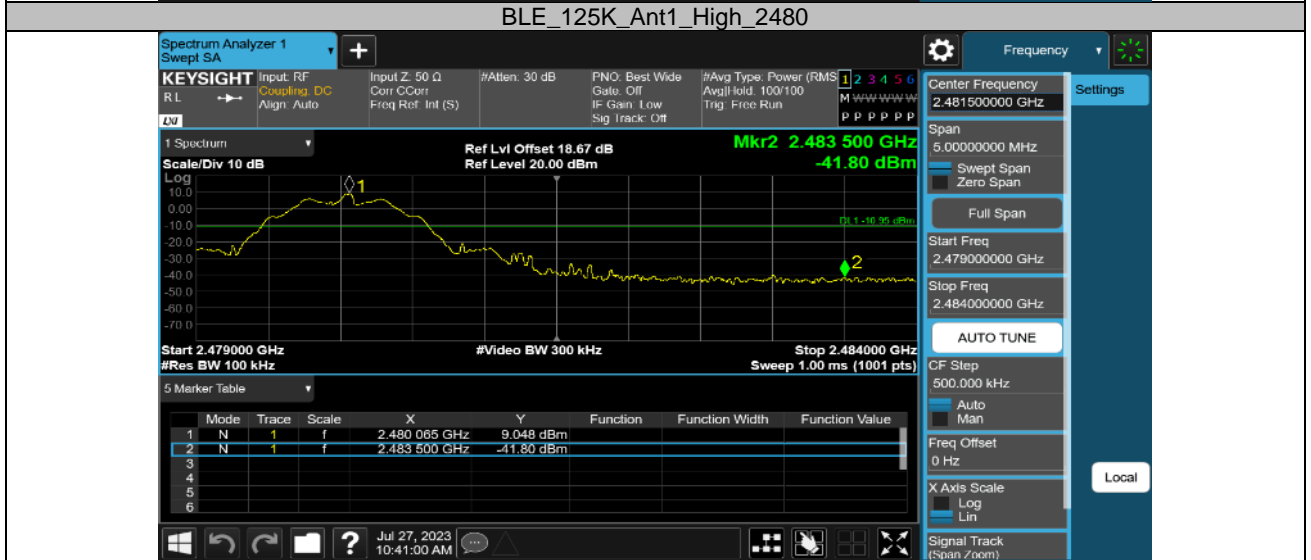 BLE_125K_Ant1_High_2480
Spectrum Analyzer 1
Swept SA
Frequency
KEYSIGHT
RL
LXI
Input: RF
Coupling: DC
Align: Auto
Input Z: 50 Ω
Corr CCorr
Freq Ref: Int (S)
#Atten: 30 dB
PNO: Best Wide
Gate: Off
IF Gain: Low
Sig Track: Off
#Avg Type: Power (RMS
Avg|Hold: 100/100
Trig: Free Run
1 2 3 4 5 6
M W W W W W
P P P P P P
1 Spectrum
Scale/Div 10 dB
Ref Lvl Offset 18.67 dB
Ref Level 20.00 dBm
Mkr2 2.483 500 GHz
-41.80 dBm
Log
10.0
0.00
-10.0
-20.0
-30.0
-40.0
-50.0
-60.0
-70.0
1
DL1 -10.95 dBm
2
Start 2.479000 GHz
#Res BW 100 kHz
#Video BW 300 kHz
Stop 2.484000 GHz
Sweep 1.00 ms (1001 pts)
5 Marker Table
Mode Trace Scale X Y Function Function Width Function Value
1 N 1 f 2.480 065 GHz 9.048 dBm
2 N 1 f 2.483 500 GHz -41.80 dBm
3
4
5
6
Jul 27, 2023
10:41:00 AM
Center Frequency
2.481500000 GHz
Settings
Span
5.00000000 MHz
Swept Span
Zero Span
Full Span
Start Freq
2.479000000 GHz
Stop Freq
2.484000000 GHz
AUTO TUNE
CF Step
500.000 kHz
Auto
Man
Freq Offset
0 Hz
X Axis Scale
Log
Lin
Local
Signal Track
(Span Zoom)